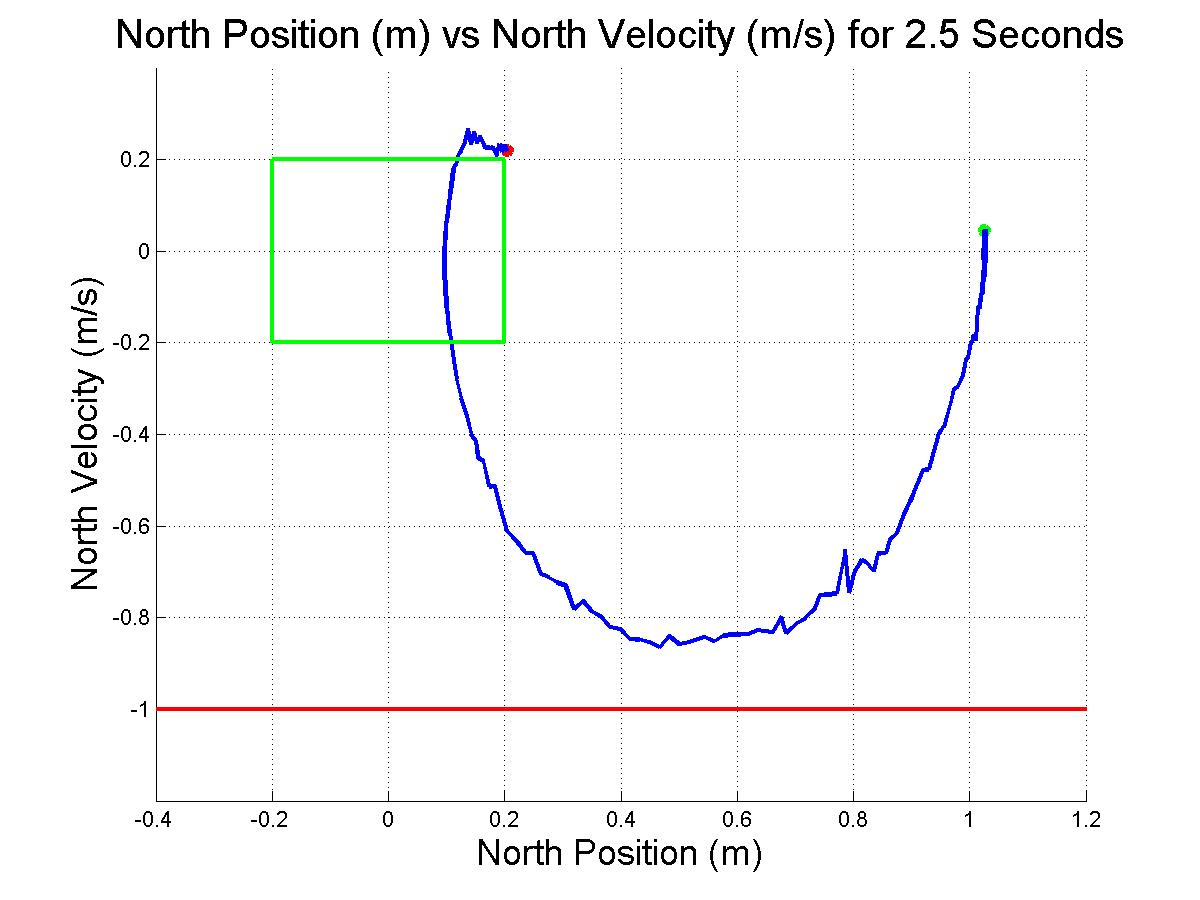 North Position (m) vs North Velocity (m/s) for 2.5 Seconds
0.2
0
-0.2
-0.4
-0.6
-0.8
-1
North Velocity (m/s)
-0.4 -0.2 0 0.2 0.4 0.6 0.8 1 1.2
North Position (m)